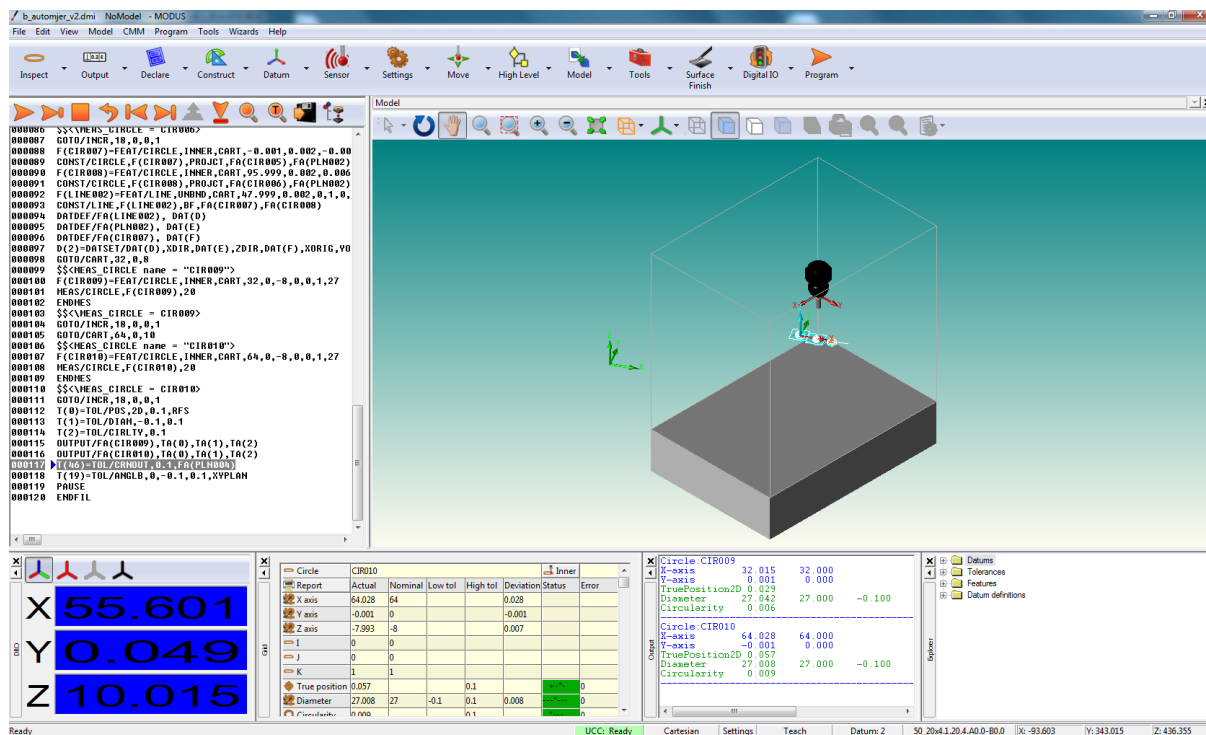 b_automjer_v2.dmi NoModel - MODUS
File Edit View Model CMM Program Tools Wizards Help
Inspect Output Declare Construct Datum Sensor Settings Move High Level Model Tools Surface Finish Digital IO Program
Model
000086 $$<\MEAS_CIRCLE = CIR006>
000087 GOTO/INCR,18,0,0,1
000088 F(CIR007)=FEAT/CIRCLE,INNER,CART,-0.001,0.002,-0.00
000089 CONST/CIRCLE,F(CIR007),PROJCT,FA(CIR005),FA(PLN002)
000090 F(CIR008)=FEAT/CIRCLE,INNER,CART,95.999,0.002,0.006
000091 CONST/CIRCLE,F(CIR008),PROJCT,FA(CIR006),FA(PLN002)
000092 F(LINE002)=FEAT/LINE,UNBND,CART,47.999,0.002,0,1,0,
000093 CONST/LINE,F(LINE002),BF,FA(CIR007),FA(CIR008)
000094 DATDEF/FA(LINE002), DAT(D)
000095 DATDEF/FA(PLN002), DAT(E)
000096 DATDEF/FA(CIR007), DAT(F)
000097 D(2)=DATSET/DAT(D),XDIR,DAT(E),ZDIR,DAT(F),XORIG,YO
000098 GOTO/CART,32,0,8
000099 $$<MEAS_CIRCLE name = "CIR009">
000100 F(CIR009)=FEAT/CIRCLE,INNER,CART,32,0,-8,0,0,1,27
000101 MEAS/CIRCLE,F(CIR009),20
000102 ENDMES
000103 $$<\MEAS_CIRCLE = CIR009>
000104 GOTO/INCR,18,0,0,1
000105 GOTO/CART,64,0,10
000106 $$<MEAS_CIRCLE name = "CIR010">
000107 F(CIR010)=FEAT/CIRCLE,INNER,CART,64,0,-8,0,0,1,27
000108 MEAS/CIRCLE,F(CIR010),20
000109 ENDMES
000110 $$<\MEAS_CIRCLE = CIR010>
000111 GOTO/INCR,18,0,0,1
000112 T(0)=TOL/POS,2D,0.1,RFS
000113 T(1)=TOL/DIAM,-0.1,0.1
000114 T(2)=TOL/CIRLTY,0.1
000115 OUTPUT/FA(CIR009),TA(0),TA(1),TA(2)
000116 OUTPUT/FA(CIR010),TA(0),TA(1),TA(2)
000117 T(46)=TOL/CRNOUT,0.1,FA(PLN004)
000118 T(19)=TOL/ANGLB,0,-0.1,0.1,XYPLAN
000119 PAUSE
000120 ENDFIL
X 55.601
Y 0.049
Z 10.015
DRO
Grid
Circle CIR010 Inner
Report Actual Nominal Low tol High tol Deviation Status Error
X axis 64.028 64 0.028
Y axis -0.001 0 -0.001
Z axis -7.993 -8 0.007
I 0 0
J 0 0
K 1 1
True position 0.057 0.1 0
Diameter 27.008 27 -0.1 0.1 0.008 0
Circularity 0.009 0.1 0
Output
Circle:CIR009
X-axis 32.015 32.000
Y-axis 0.001 0.000
TruePosition2D 0.029
Diameter 27.042 27.000 -0.100
Circularity 0.006
Circle:CIR010
X-axis 64.028 64.000
Y-axis -0.001 0.000
TruePosition2D 0.057
Diameter 27.008 27.000 -0.100
Circularity 0.009
Explorer
Datums
Tolerances
Features
Datum definitions
Ready UCC: Ready Cartesian Settings Teach Datum: 2 50_20x4.1.20.4.A0.0-B0.0 X: -93.603 Y: 343.015 Z: 436.355